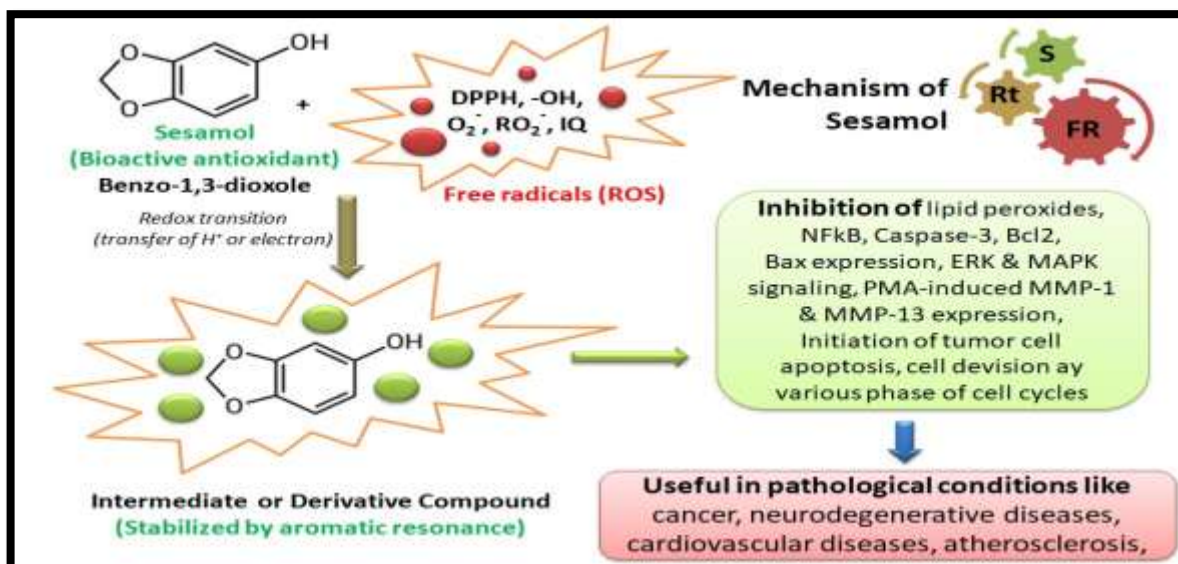 O
O
OH
+
Sesamol
(Bioactive antioxidant)
Benzo-1,3-dioxole
DPPH, -OH,
O₂⁻, RO₂⁻, IQ
Free radicals (ROS)
Mechanism of
Sesamol
S
Rt
FR
Redox transition
(transfer of H⁺ or electron)
O
O
OH
Intermediate or Derivative Compound
(Stabilized by aromatic resonance)
Inhibition of lipid peroxides,
NFkB, Caspase-3, Bcl2,
Bax expression, ERK & MAPK
signaling, PMA-induced MMP-1
& MMP-13 expression,
Initiation of tumor cell
apoptosis, cell devision ay
various phase of cell cycles
Useful in pathological conditions like
cancer, neurodegenerative diseases,
cardiovascular diseases, atherosclerosis,